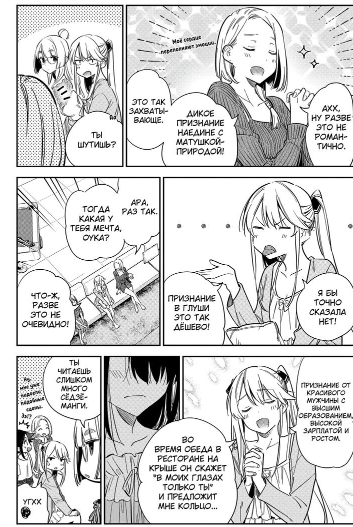 АХХ,
НУ РАЗВЕ
ЭТО НЕ
РОМАН-
ТИЧНО.
Моё сердце
переполняют эмоции.
ДИКОЕ
ПРИЗНАНИЕ
НАЕДИНЕ С
МАТУШКОЙ-
ПРИРОДОЙ!
ЭТО ТАК
ЗАХВАТЫ-
ВАЮЩЕ.
ТЫ
ШУТИШЬ?
Я БЫ
ТОЧНО
СКАЗАЛА
НЕТ!
ПРИЗНАНИЕ
В ГЛУШИ
ЭТО ТАК
ДЁШЕВО!
АРА,
РАЗ ТАК.
ТОГДА
КАКАЯ У
ТЕБЯ МЕЧТА,
ОУКА?
ЧТО-Ж,
РАЗВЕ
ЭТО НЕ
ОЧЕВИДНО!
ПРИЗНАНИЕ ОТ
КРАСИВОГО
МУЖЧИНЫ С
ВЫСШИМ
ОБРАЗОВАНИЕМ,
ВЫСОКОЙ
ЗАРПЛАТОЙ И
РОСТОМ.
ВО
ВРЕМЯ ОБЕДА В
РЕСТОРАНЕ НА
КРЫШЕ ОН СКАЖЕТ
"В МОИХ ГЛАЗАХ
ТОЛЬКО ТЫ"
И ПРЕДЛОЖИТ
МНЕ КОЛЬЦО...
ТЫ
ЧИТАЕШЬ
СЛИШКОМ
МНОГО
СЁДЗЁ-
МАНГИ.
УГХХ